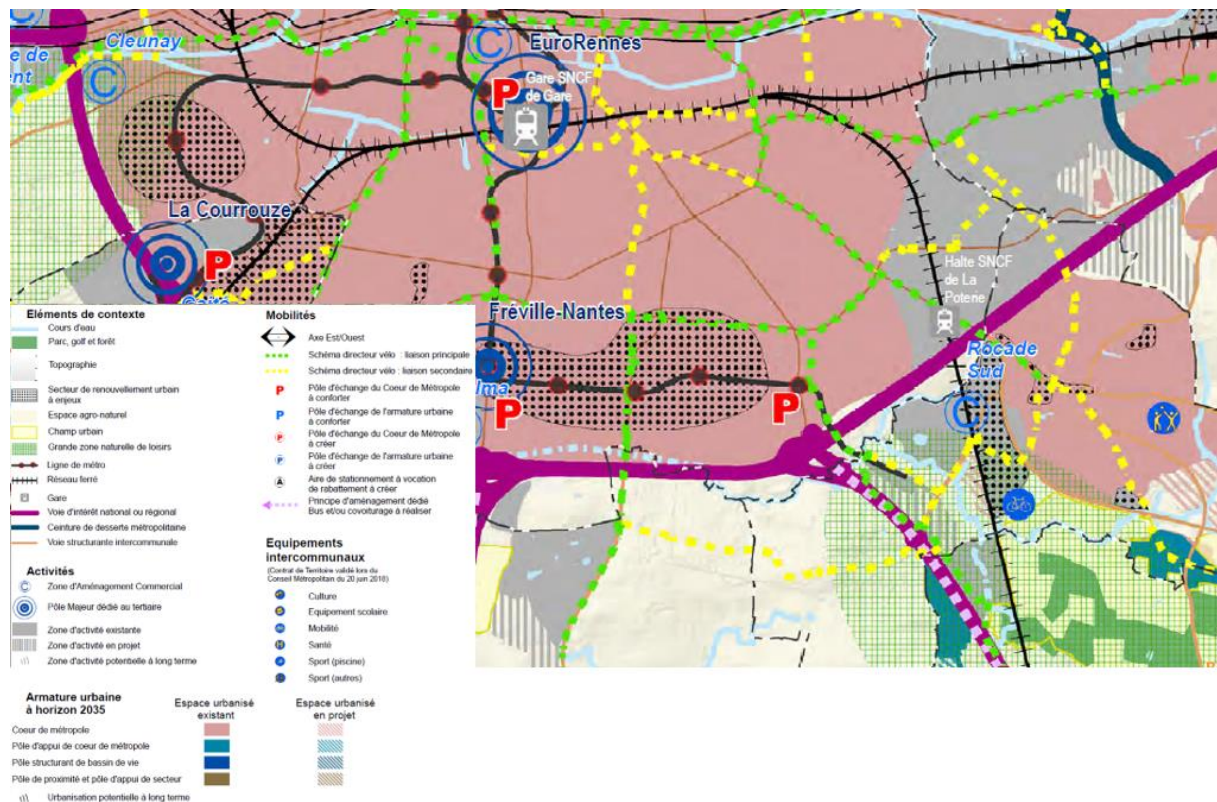 Cleunay
e de
ent
C
C
C
EuroRennes
Gare SNCF
de Gare
P
La Courrouze
P
Halte SNCF
de La
Poterie
Fréville-Nantes
Rocade
Sud
lma
P
P
C
Eléments de contexte
Cours d'eau
Parc, golf et forêt
Topographie
Secteur de renouvellement urbain
à enjeux
Espace agro-naturel
Champ urbain
Grande zone naturelle de loisirs
Ligne de métro
Réseau ferré
Gare
Voie d'intérêt national ou régional
Ceinture de desserte métropolitaine
Voie structurante intercommunale
Activités
C Zone d'Aménagement Commercial
Pôle Majeur dédié au tertiaire
Zone d'activité existante
Zone d'activité en projet
Zone d'activité potentielle à long terme
Mobilités
Axe Est/Ouest
Schéma directeur vélo : liaison principale
Schéma directeur vélo : liaison secondaire
P Pôle d'échange du Coeur de Métropole
à conforter
P Pôle d'échange de l'armature urbaine
à conforter
P Pôle d'échange du Coeur de Métropole
à créer
P Pôle d'échange de l'armature urbaine
à créer
Aire de stationnement à vocation
de rabattement à créer
Principe d'aménagement dédié
Bus et/ou covoiturage à réaliser
Equipements
intercommunaux
(Contrat de Territoire validé lors du
Conseil Métropolitan du 20 juin 2018)
Culture
Equipement scolaire
Mobilité
Santé
Sport (piscine)
Sport (autres)
Armature urbaine
à horizon 2035
Espace urbanisé
existant
Espace urbanisé
en projet
Coeur de métropole
Pôle d'appui de coeur de métropole
Pôle structurant de bassin de vie
Pôle de proximité et pôle d'appui de secteur
Urbanisation potentielle à long terme